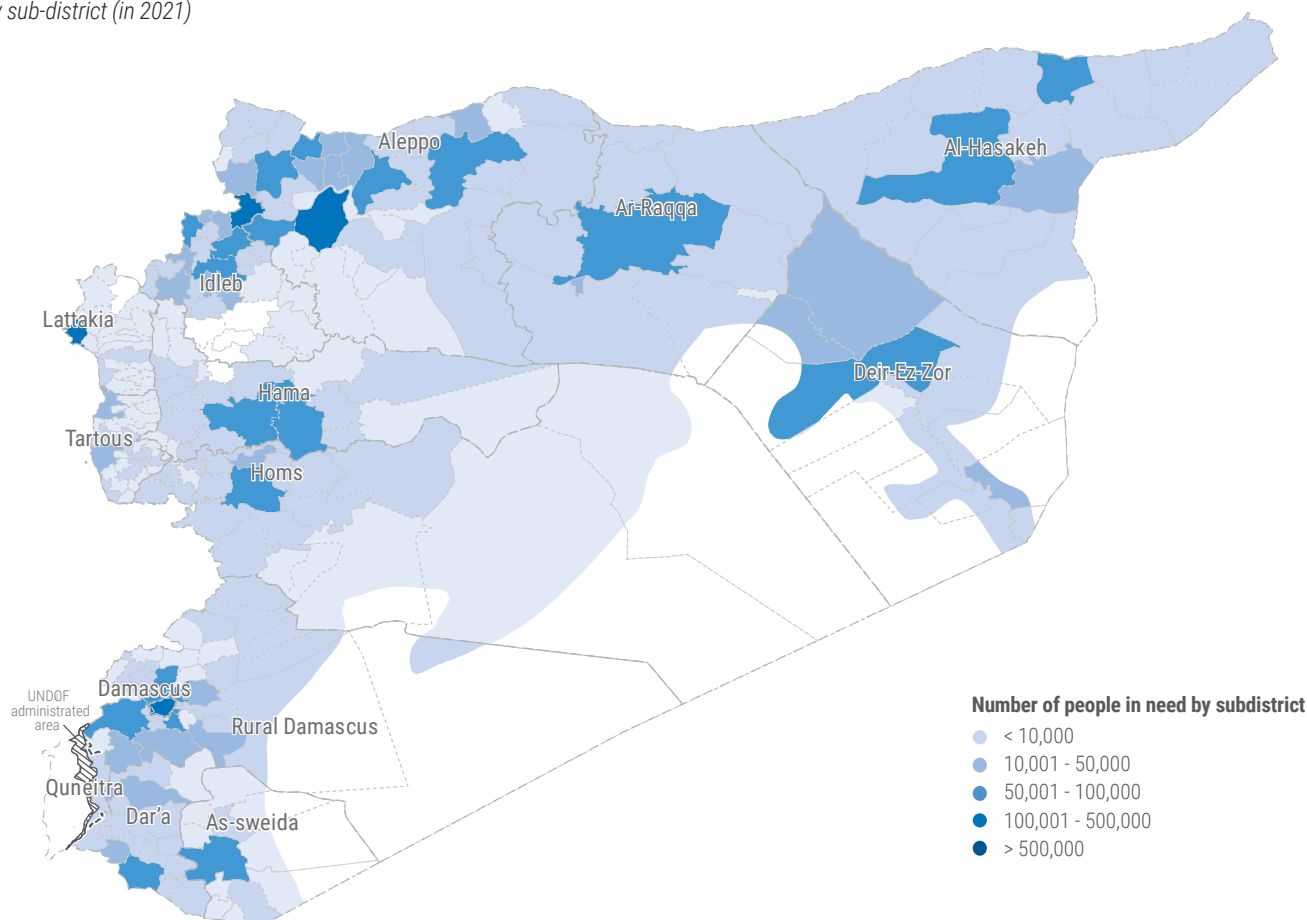 sub-district (in 2021)
Aleppo
Al-Hasakeh
Ar-Raqqa
Idleb
Lattakia
Deir-Ez-Zor
Hama
Tartous
Homs
Damascus
UNDOF
administrated
area
Rural Damascus
Quneitra
Dar'a
As-sweida
Number of people in need by subdistrict
< 10,000
10,001 - 50,000
50,001 - 100,000
100,001 - 500,000
> 500,000